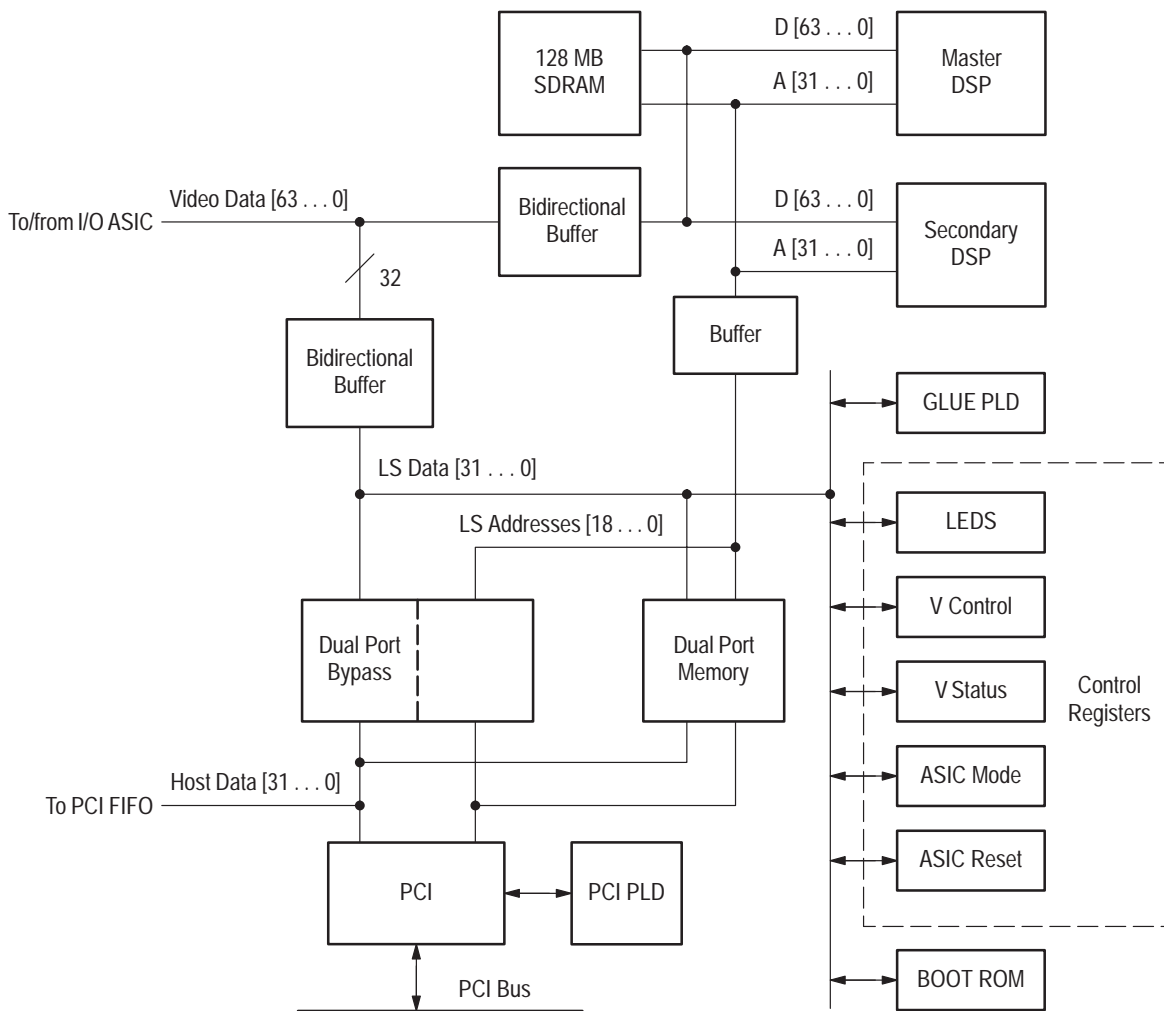 D [63 . . . 0]
128 MB
SDRAM
Master
DSP
A [31 . . . 0]
Video Data [63 . . . 0]
To/from I/O ASIC
Bidirectional
Buffer
D [63 . . . 0]
Secondary
DSP
A [31 . . . 0]
32
Bidirectional
Buffer
Buffer
GLUE PLD
LS Data [31 . . . 0]
LS Addresses [18 . . . 0]
LEDS
V Control
Dual Port
Bypass
Dual Port
Memory
V Status
Control
Registers
Host Data [31 . . . 0]
To PCI FIFO
ASIC Mode
ASIC Reset
PCI
PCI PLD
PCI Bus
BOOT ROM